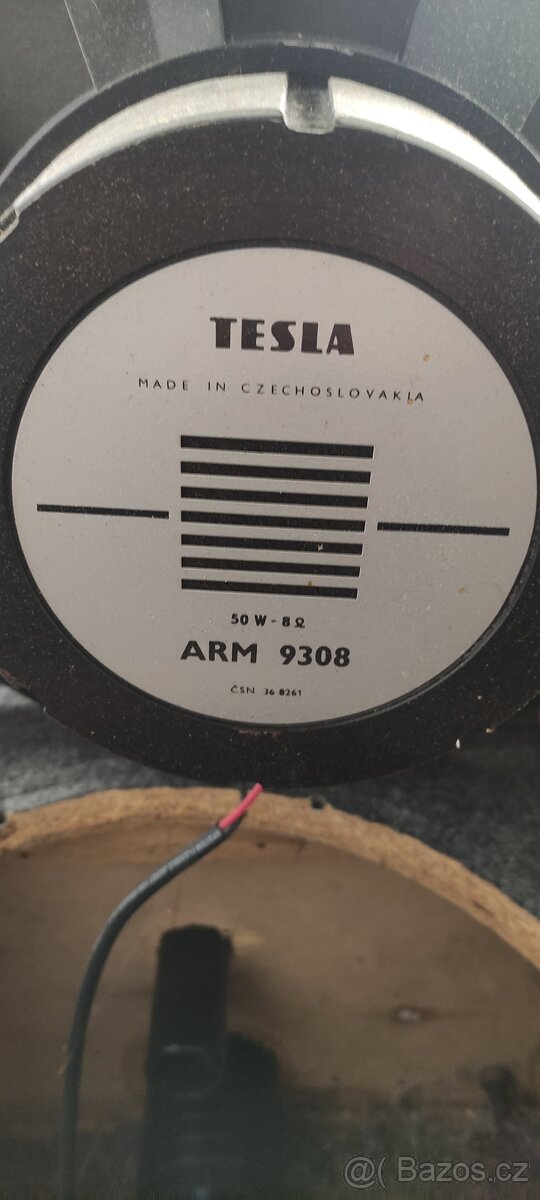 TESLA
MADE IN CZECHOSLOVAKIA
50 W - 8 Ω
ARM 9308
ČSN 36 8261
@( Bazos.cz